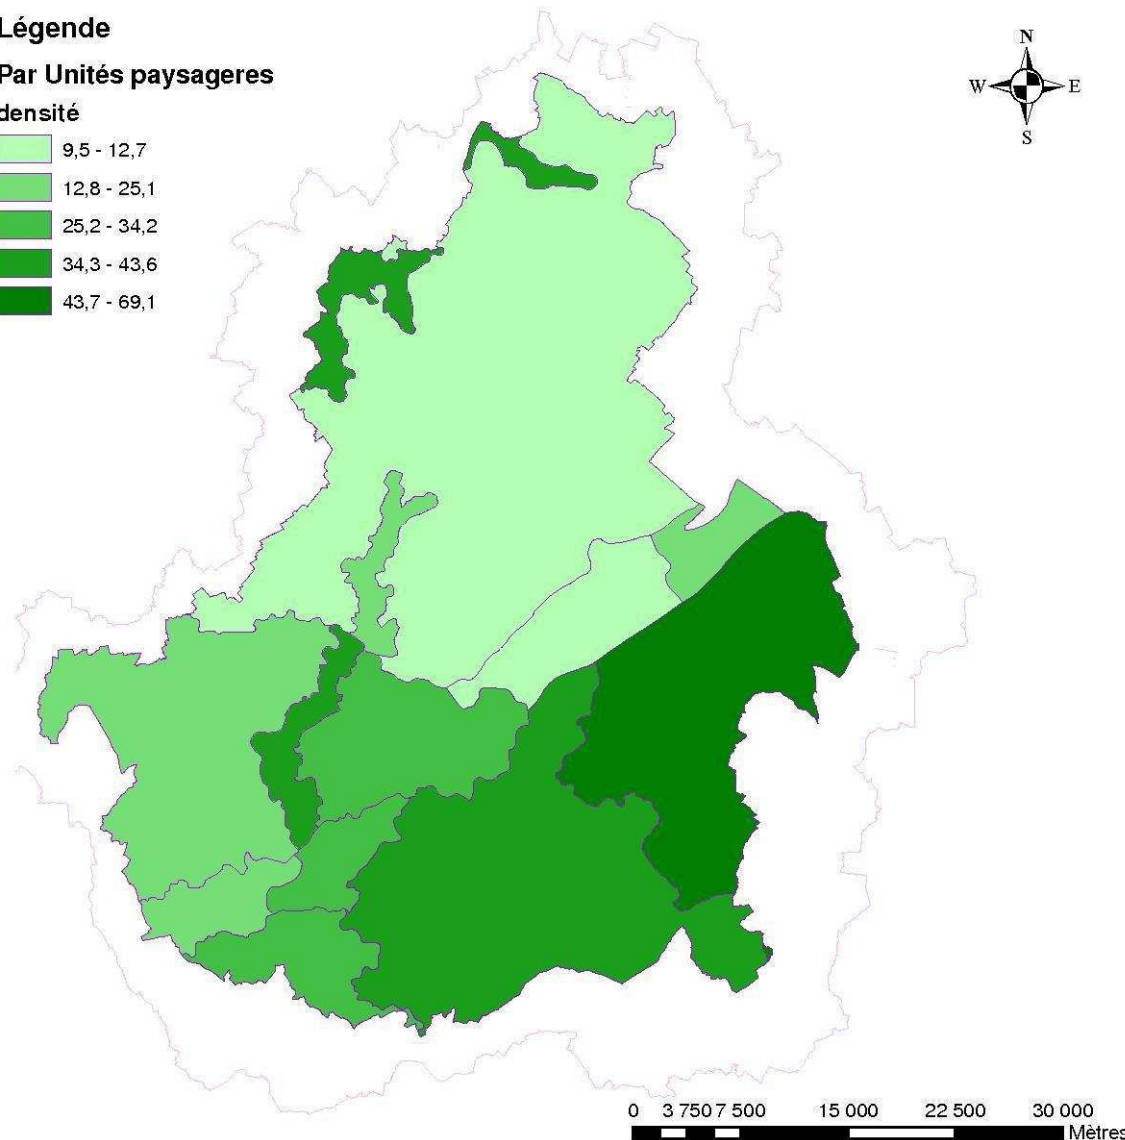 Légende
Par Unités paysageres
densité
9,5 - 12,7
12,8 - 25,1
25,2 - 34,2
34,3 - 43,6
43,7 - 69,1
N
W E
S
0 3 750 7 500 15 000 22 500 30 000
Mètres